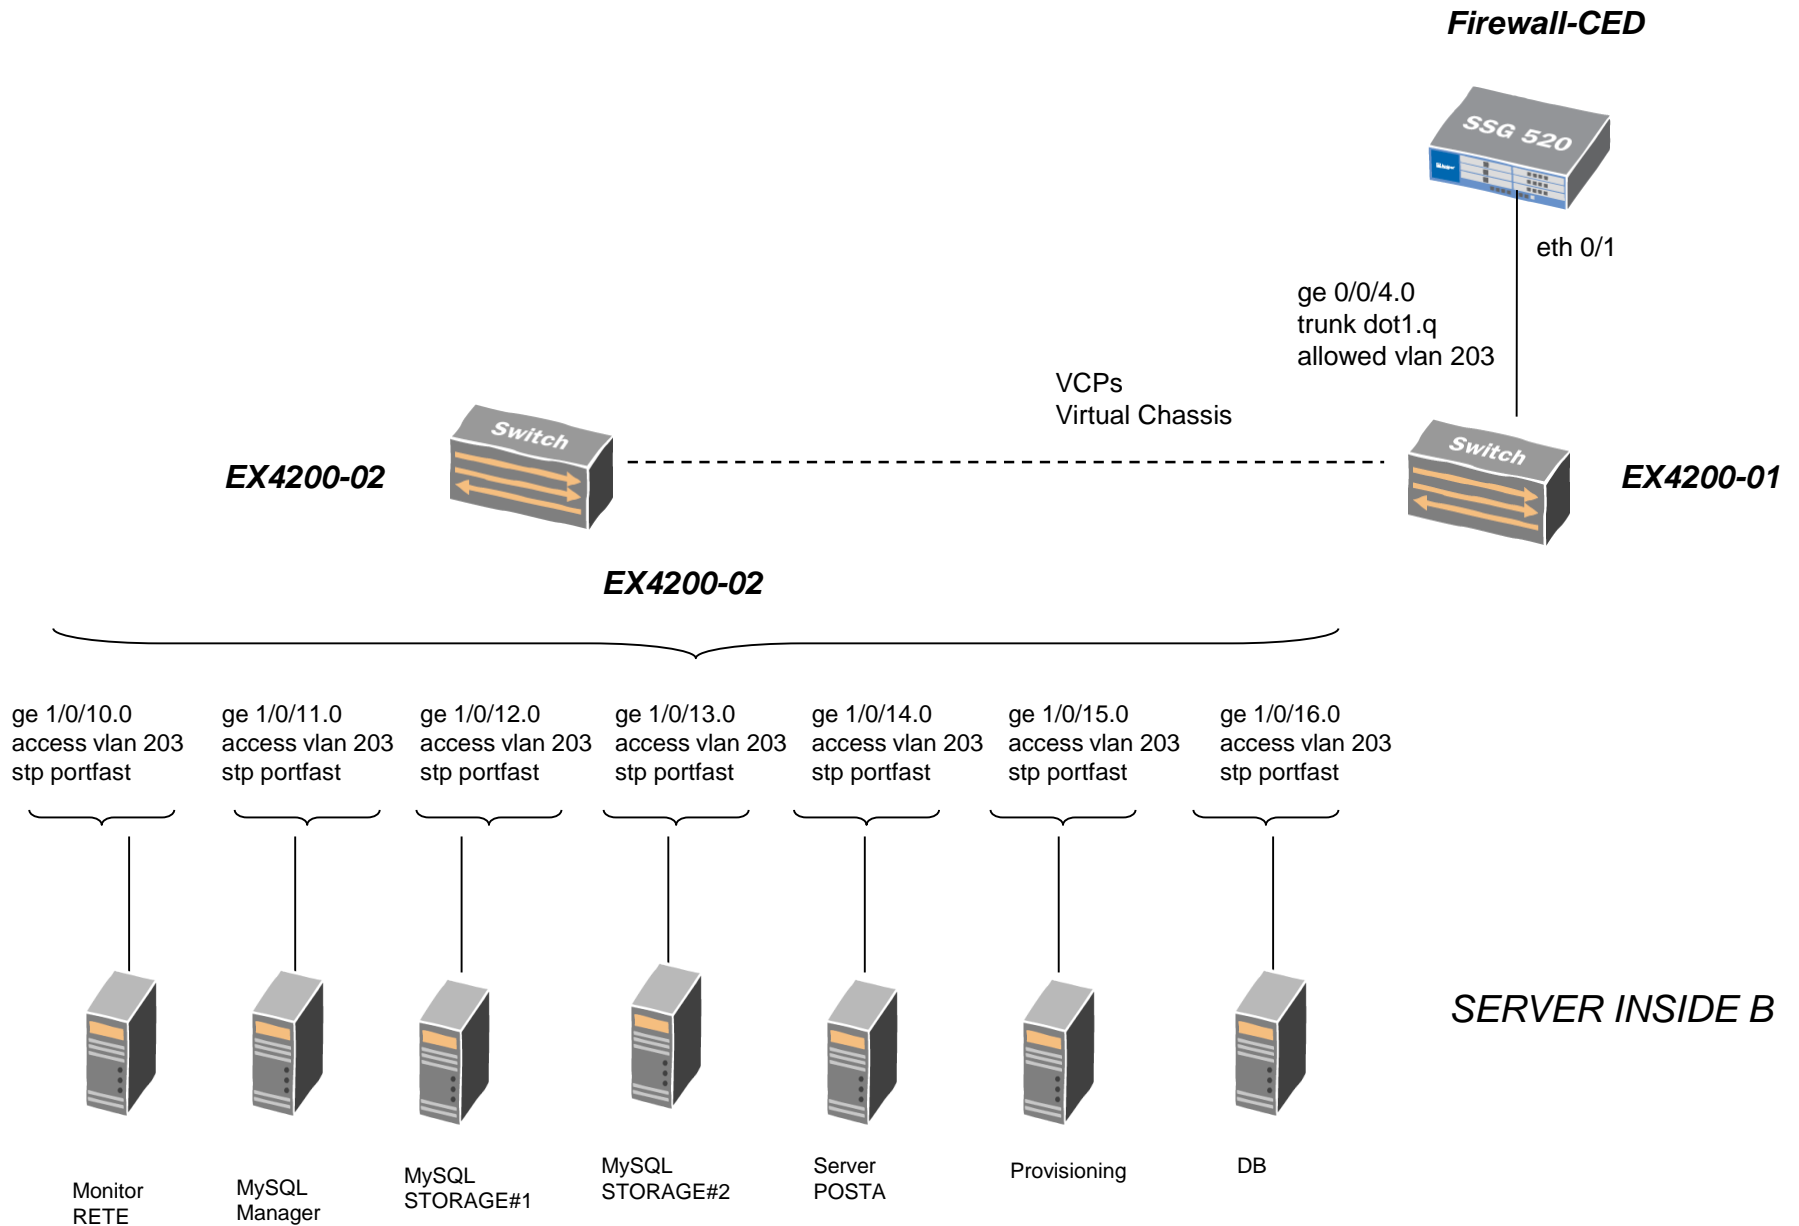 Firewall-CED
SSG 520
eth 0/1
ge 0/0/4.0
trunk dot1.q
allowed vlan 203
VCPs
Virtual Chassis
Switch
EX4200-02
Switch
EX4200-01
EX4200-02
ge 1/0/10.0
access vlan 203
stp portfast
ge 1/0/11.0
access vlan 203
stp portfast
ge 1/0/12.0
access vlan 203
stp portfast
ge 1/0/13.0
access vlan 203
stp portfast
ge 1/0/14.0
access vlan 203
stp portfast
ge 1/0/15.0
access vlan 203
stp portfast
ge 1/0/16.0
access vlan 203
stp portfast
SERVER INSIDE B
Monitor
RETE
MySQL
Manager
MySQL
STORAGE#1
MySQL
STORAGE#2
Server
POSTA
Provisioning
DB